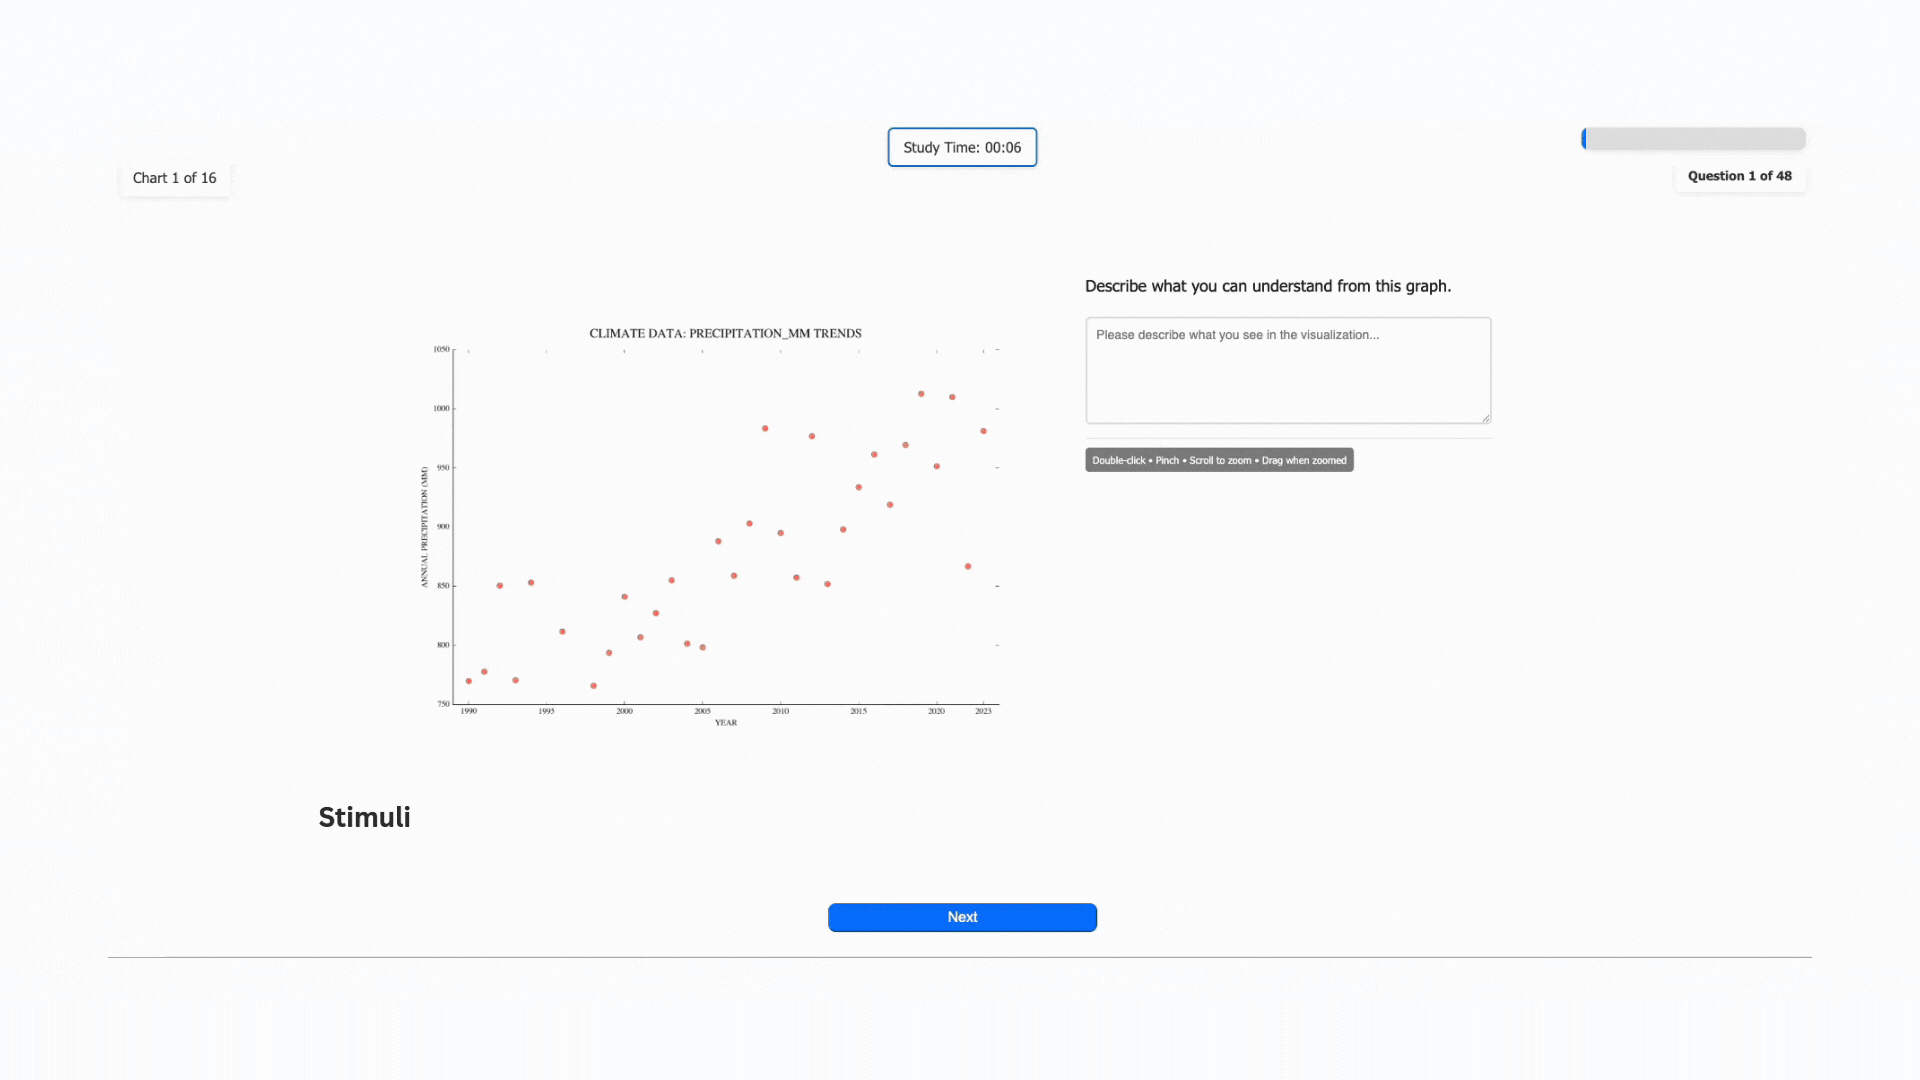 Study Time: 00:06
Chart 1 of 16
Question 1 of 48
Describe what you can understand from this graph.
Please describe what you see in the visualization...
Double-click • Pinch • Scroll to zoom • Drag when zoomed
CLIMATE DATA: PRECIPITATION_MM TRENDS
1050
1000
950
900
850
800
750
ANNUAL PRECIPITATION (MM)
1990 1995 2000 2005 2010 2015 2020 2023
YEAR
Stimuli
Next